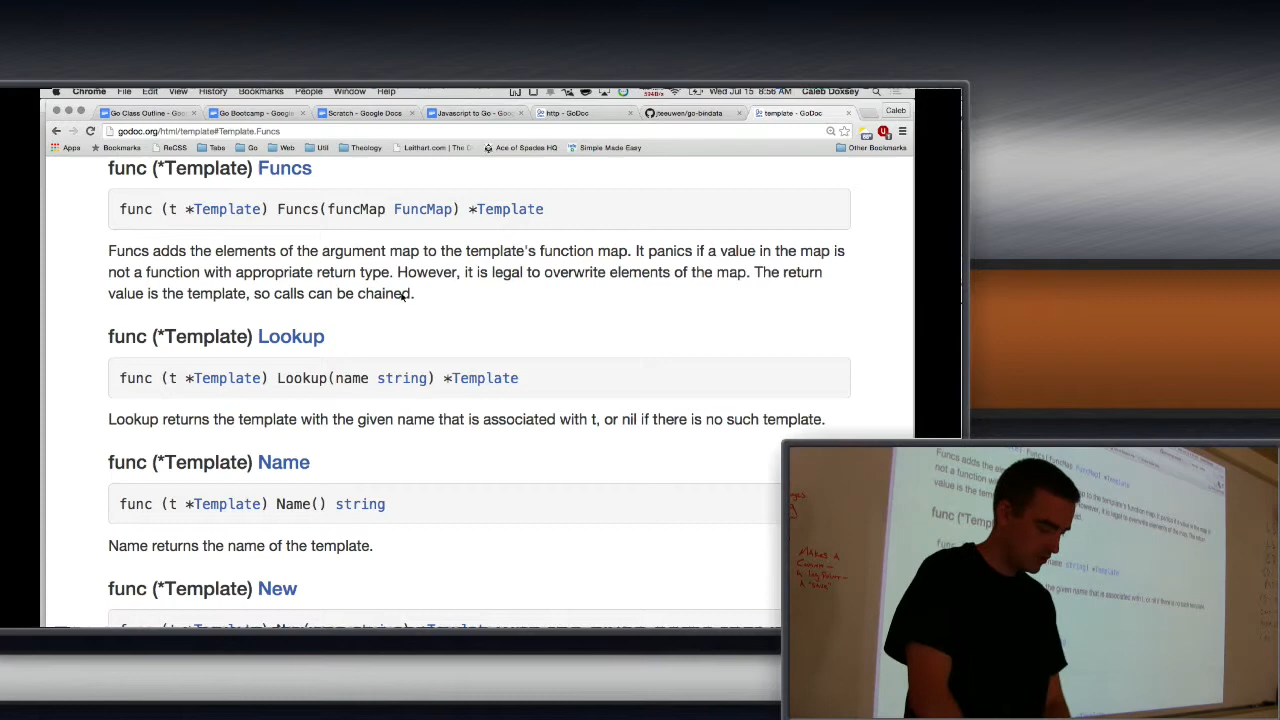 Chrome File Edit View History Bookmarks People Window Help
Wed Jul 15 8:56 AM Caleb Doxsey
Go Class Outline - Goo
Go Bootcamp - Google
Scratch - Google Docs
Javascript to Go - Googl
http - GoDoc
jteeuwen/go-bindata
template - GoDoc
Caleb
godoc.org/html/template#Template.Funcs
Apps Bookmarks ReCSS Tabs Go Web Util Theology Leithart.com | The C Ace of Spades HQ Simple Made Easy Other Bookmarks
func (*Template) Funcs
func (t *Template) Funcs(funcMap FuncMap) *Template
Funcs adds the elements of the argument map to the template's function map. It panics if a value in the map is
not a function with appropriate return type. However, it is legal to overwrite elements of the map. The return
value is the template, so calls can be chained.
func (*Template) Lookup
func (t *Template) Lookup(name string) *Template
Lookup returns the template with the given name that is associated with t, or nil if there is no such template.
func (*Template) Name
func (t *Template) Name() string
Name returns the name of the template.
func (*Template) New
MAKES A